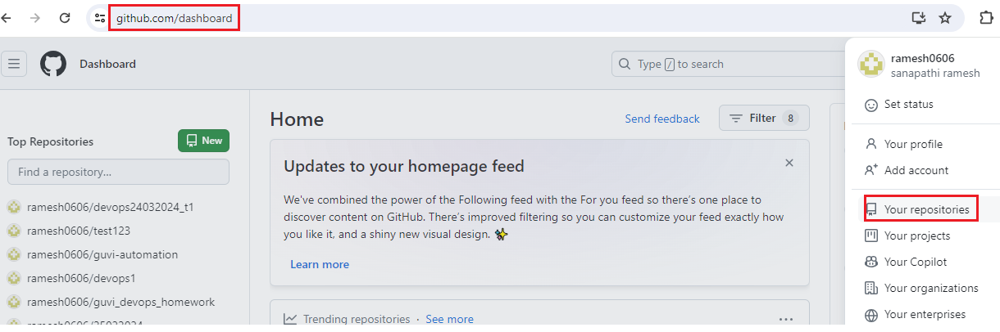 github.com/dashboard
Dashboard
Type / to search
ramesh0606
sanapathi ramesh
Set status
Your profile
Add account
Your repositories
Your projects
Your Copilot
Your organizations
Your enterprises
Top Repositories
New
Find a repository...
ramesh0606/devops24032024_t1
ramesh0606/test123
ramesh0606/guvi-automation
ramesh0606/devops1
ramesh0606/guvi_devops_homework
Home
Send feedback
Filter 8
Updates to your homepage feed
We've combined the power of the Following feed with the For you feed so there's one place to
discover content on GitHub. There's improved filtering so you can customize your feed exactly how
you like it, and a shiny new visual design. ✨
Learn more
Trending repositories · See more